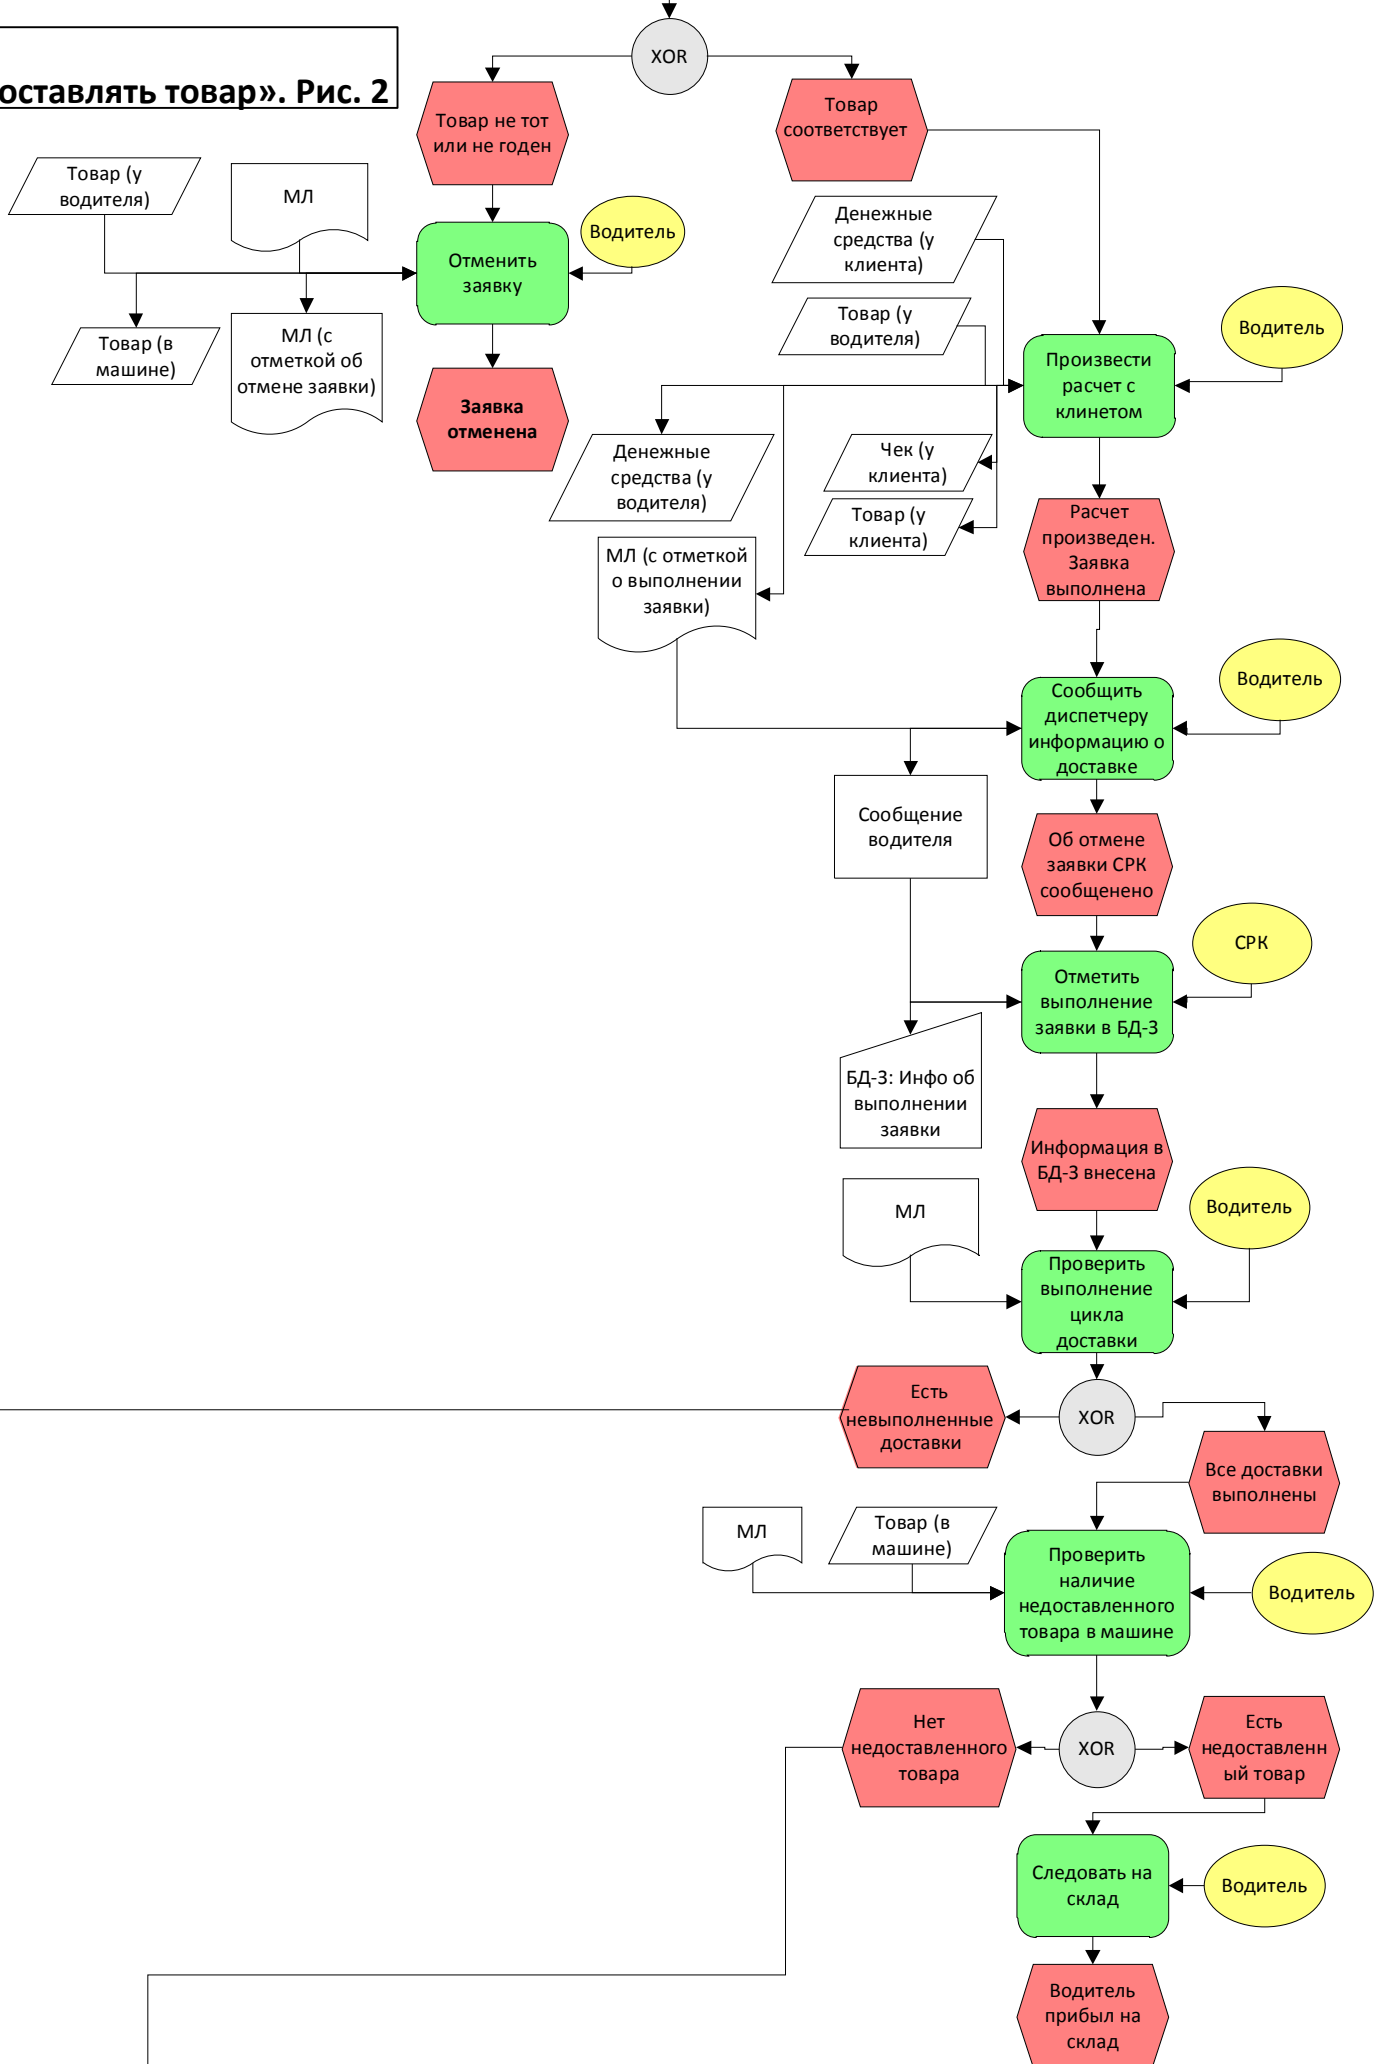 XOR
оставлять товар». Рис. 2
Товар не тот
или не годен
Товар
соответствует
Товар (у
водителя)
МЛ
Водитель
Отменить
заявку
Денежные
средства (у
клиента)
Товар (у
водителя)
Водитель
Товар (в
машине)
МЛ (с
отметкой об
отмене заявки)
Произвести
расчет с
клинетом
Заявка
отменена
Денежные
средства (у
водителя)
Чек (у
клиента)
Товар (у
клиента)
Расчет
произведен.
Заявка
выполнена
МЛ (с отметкой
о выполнении
заявки)
Водитель
Сообщить
диспетчеру
информацию о
доставке
Сообщение
водителя
Об отмене
заявки СРК
сообщенено
СРК
Отметить
выполнение
заявки в БД-3
БД-3: Инфо об
выполнении
заявки
Информация в
БД-3 внесена
МЛ
Водитель
Проверить
выполнение
цикла
доставки
Есть
невыполненные
доставки
XOR
Все доставки
выполнены
МЛ
Товар (в
машине)
Проверить
наличие
недоставленного
товара в машине
Водитель
Нет
недоставленного
товара
XOR
Есть
недоставленн
ый товар
Следовать на
склад
Водитель
Водитель
прибыл на
склад